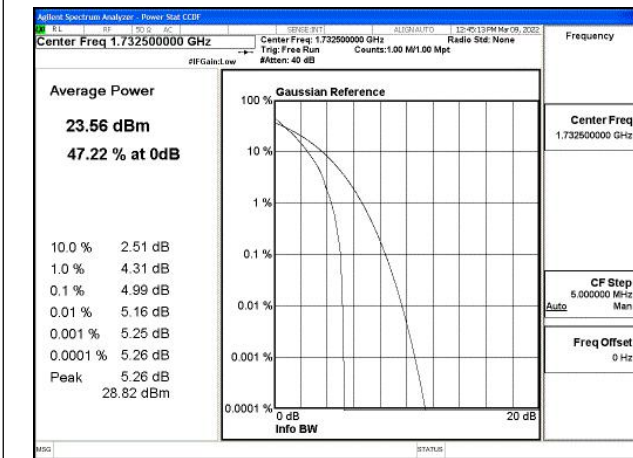 Agilent Spectrum Analyzer - Power Stat CCDF
RL RF 50 Ω AC SENSE:INT ALIGNAUTO 12:45:13 PM Mar 09, 2022
Center Freq 1.732500000 GHz
Center Freq: 1.732500000 GHz Radio Std: None
Trig: Free Run Counts:1.00 M/1.00 Mpt
#IFGain:Low #Atten: 40 dB
Frequency
Average Power
23.56 dBm
47.22 % at 0dB
10.0 % 2.51 dB
1.0 % 4.31 dB
0.1 % 4.99 dB
0.01 % 5.16 dB
0.001 % 5.25 dB
0.0001 % 5.26 dB
Peak 5.26 dB
28.82 dBm
Gaussian Reference
100 %
10 %
1 %
0.1 %
0.01 %
0.001 %
0.0001 %
0 dB 20 dB
Info BW
Center Freq
1.732500000 GHz
CF Step
5.000000 MHz
Auto Man
Freq Offset
0 Hz
MSG STATUS